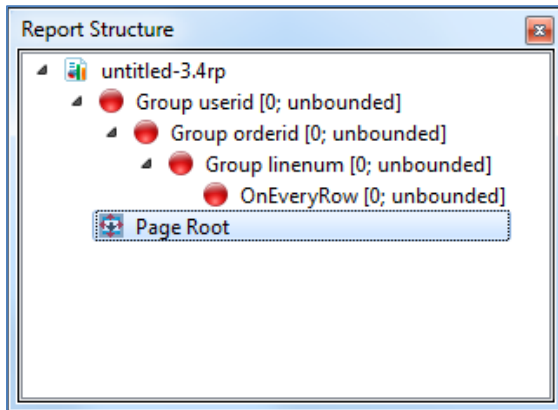 Report Structure
untitled-3.4rp
Group userid [0; unbounded]
Group orderid [0; unbounded]
Group linenum [0; unbounded]
OnEveryRow [0; unbounded]
Page Root